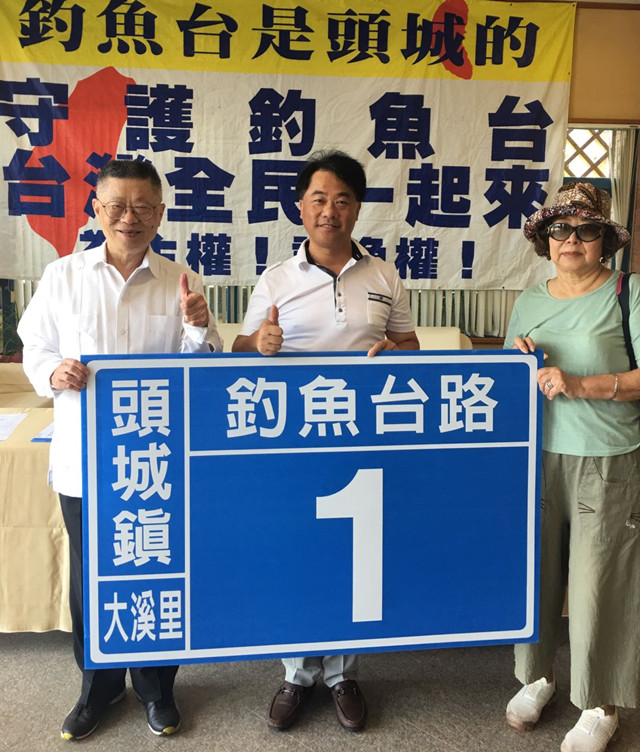 釣魚台是頭城的
守護釣魚台
台灣全民一起來
權！
權！
頭城鎮
大溪里
釣魚台路
1